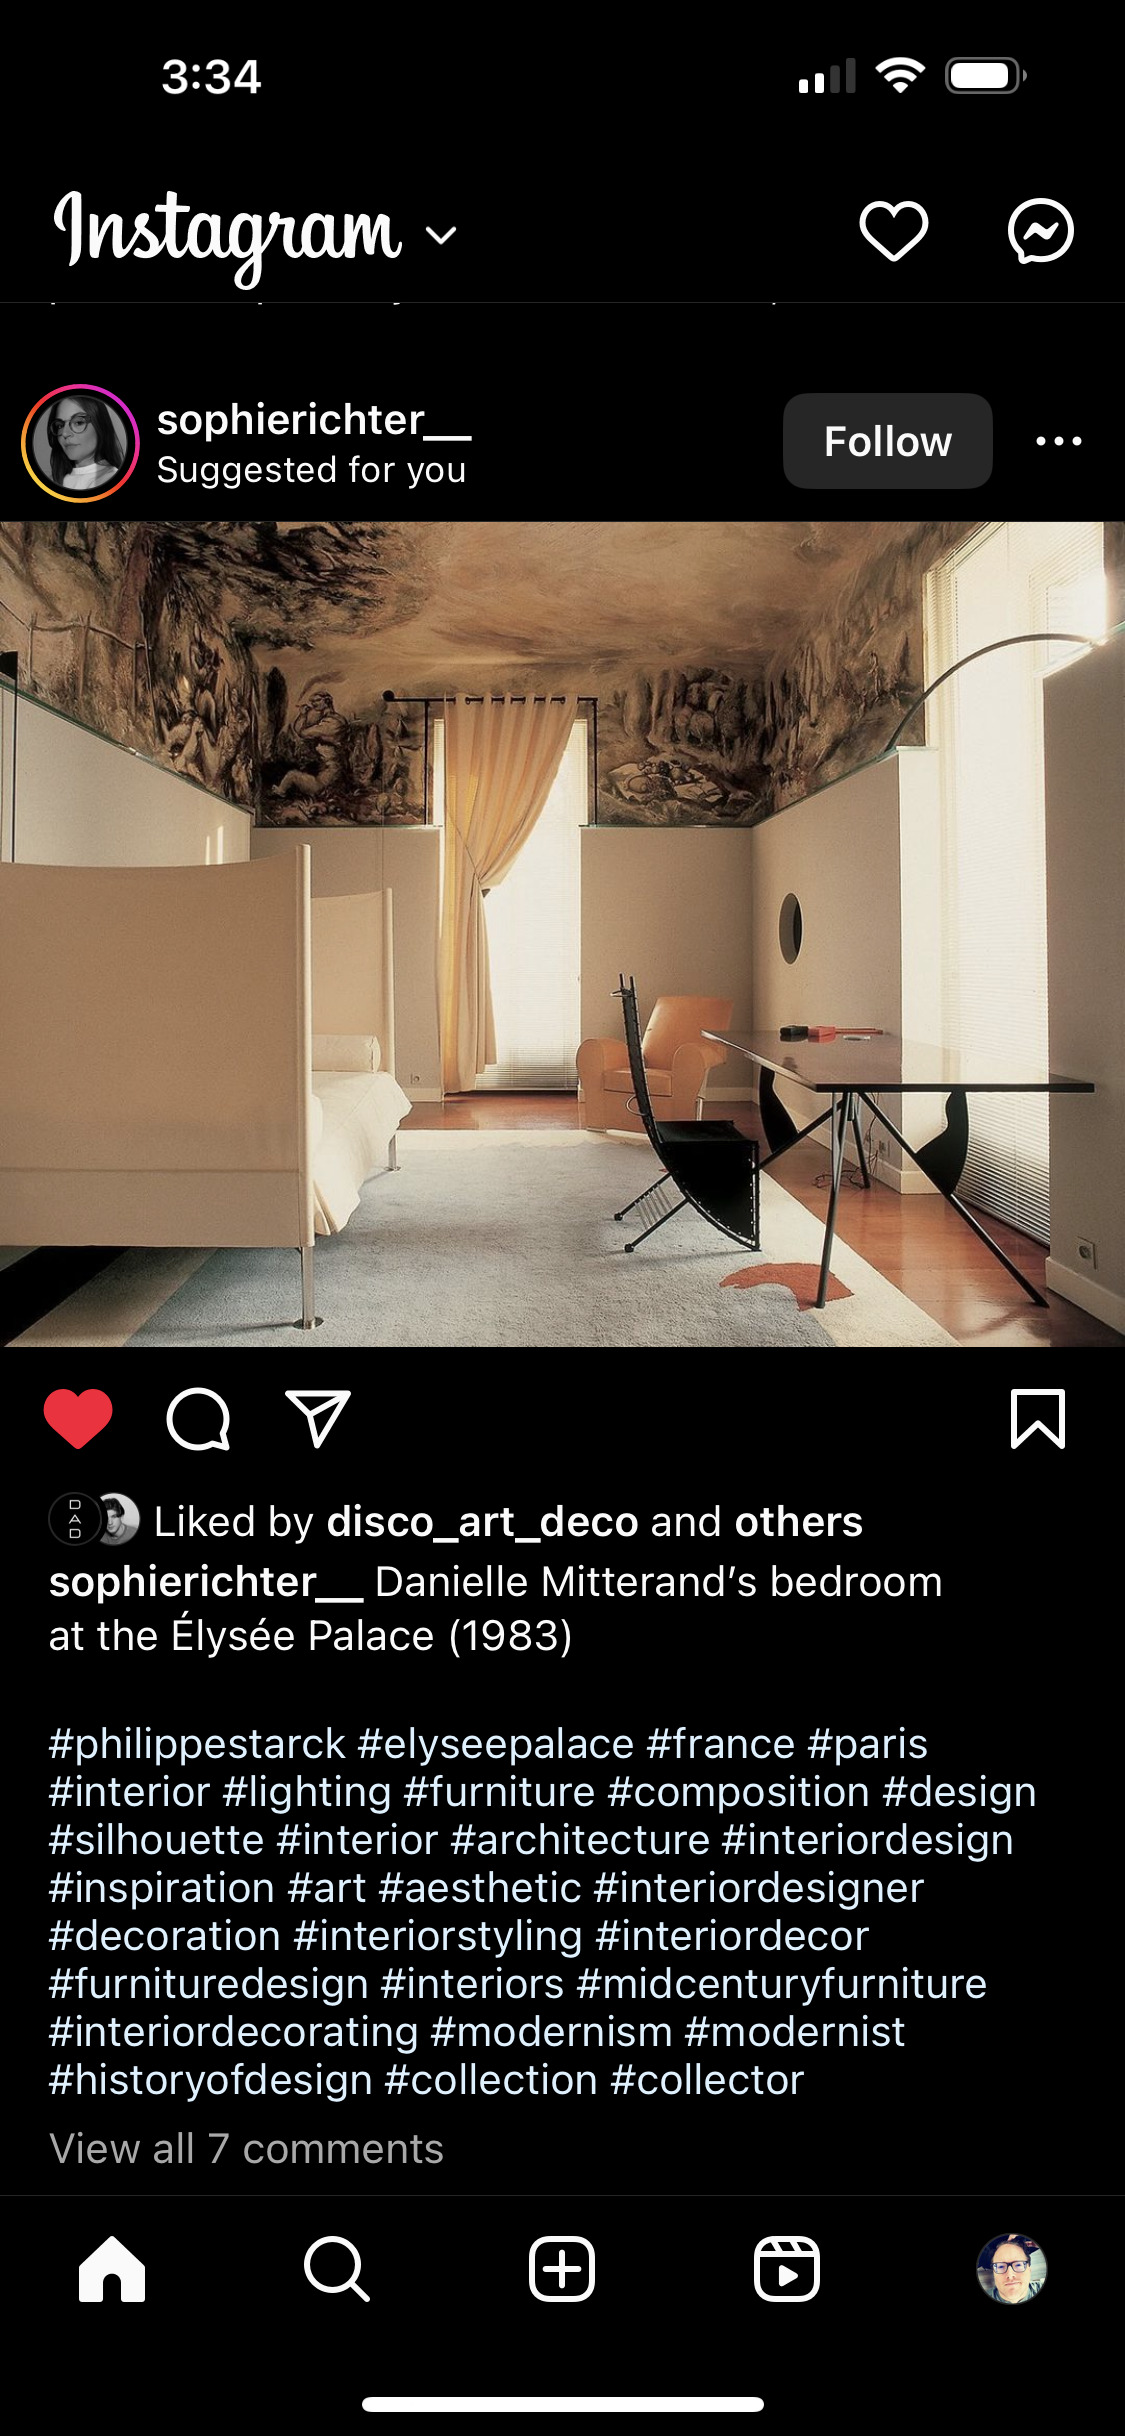 3:34
Instagram
sophierichter__
Suggested for you
Follow
DAD
Liked by disco_art_deco and others
sophierichter__ Danielle Mitterand’s bedroom
at the Élysée Palace (1983)
#philippestarck #elyseepalace #france #paris
#interior #lighting #furniture #composition #design
#silhouette #interior #architecture #interiordesign
#inspiration #art #aesthetic #interiordesigner
#decoration #interiorstyling #interiordecor
#furnituredesign #interiors #midcenturyfurniture
#interiordecorating #modernism #modernist
#historyofdesign #collection #collector
View all 7 comments